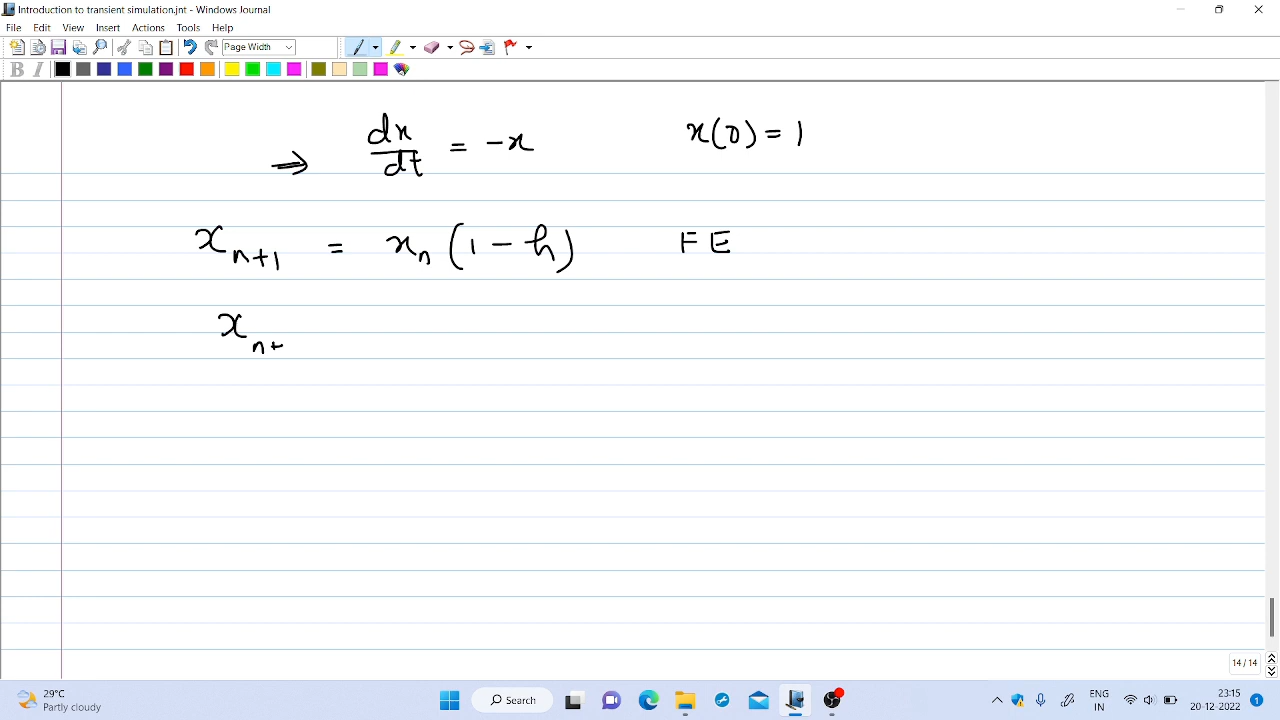 Introduction to transient simulation.jnt - Windows Journal
File Edit View Insert Actions Tools Help
Page Width
B I
⇒ dx/dt = -x x(0) = 1
x_{n+1} = x_n (1 - h) FE
x_{n+
14 / 14
29°C
Partly cloudy
Search
ENG
IN
23:15
20-12-2022
1